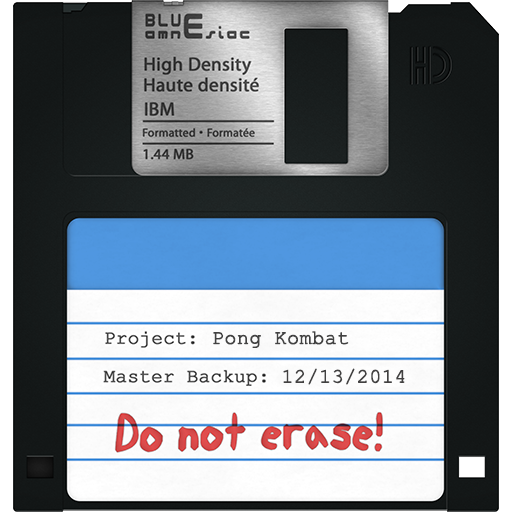 BLUE
amnesiac
HD
High Density
Haute densité
IBM
Formatted • Formatée
1.44 MB
Project: Pong Kombat
Master Backup: 12/13/2014
Do not erase!